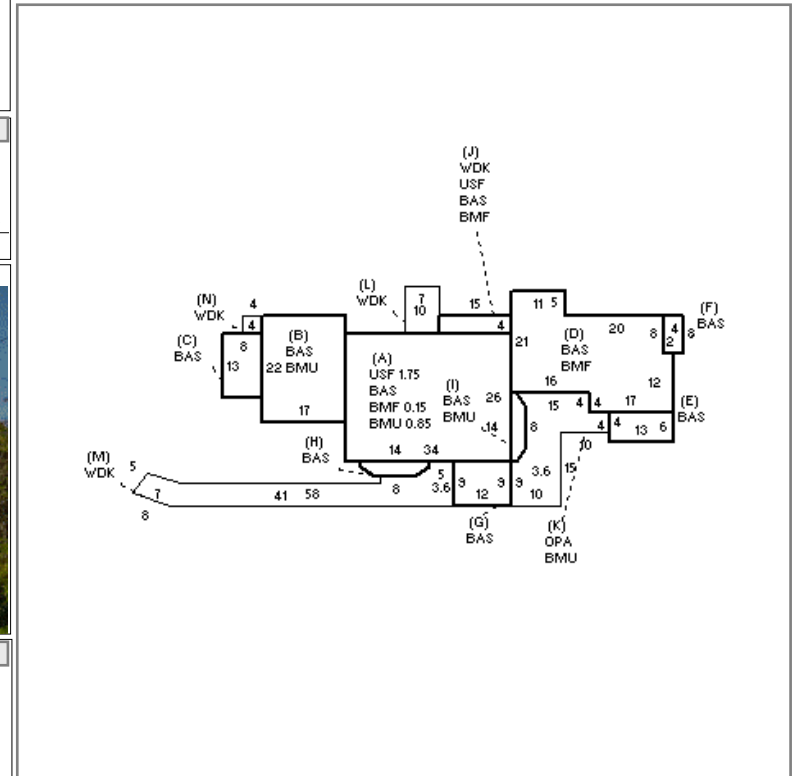 (J)
WDK
USF
BAS
BMF
(L)
WDK
7
10
15
4
11 5
(N)
WDK
4
4
(F)
BAS
8 4 8
2
(C)
BAS
8
13
(B)
BAS
22 BMU
17
(A)
USF 1.75
BAS
BMF 0.15
BMU 0.85
(I)
BAS
BMU
26
14
21
(D)
BAS
BMF
20
16
12
15 4 4
17
(E)
BAS
8
4 4
13 6
10
(H)
BAS
14 34
(M)
WDK
5
7
8
41 58
8
5
3.6
9 9
12
9
3.6
10
15
(G)
BAS
(K)
OPA
BMU